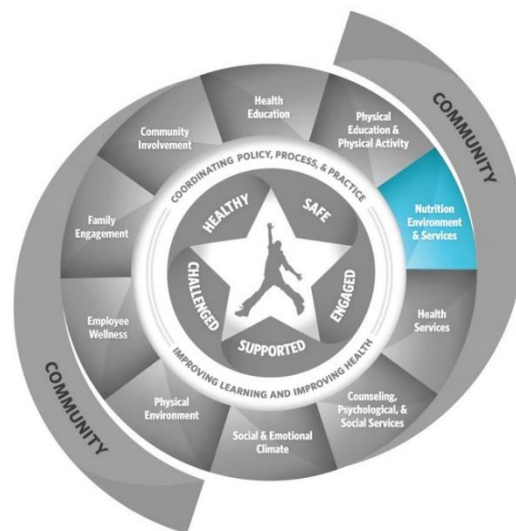 COMMUNITY
Health
Education
Physical
Education &
Physical Activity
Nutrition
Environment
& Services
Health
Services
Counseling,
Psychological, &
Social Services
Social & Emotional
Climate
Physical
Environment
Employee
Wellness
Family
Engagement
Community
Involvement
COORDINATING POLICY, PROCESS, & PRACTICE
IMPROVING LEARNING AND IMPROVING HEALTH
HEALTHY
SAFE
ENGAGED
SUPPORTED
CHALLENGED
COMMUNITY